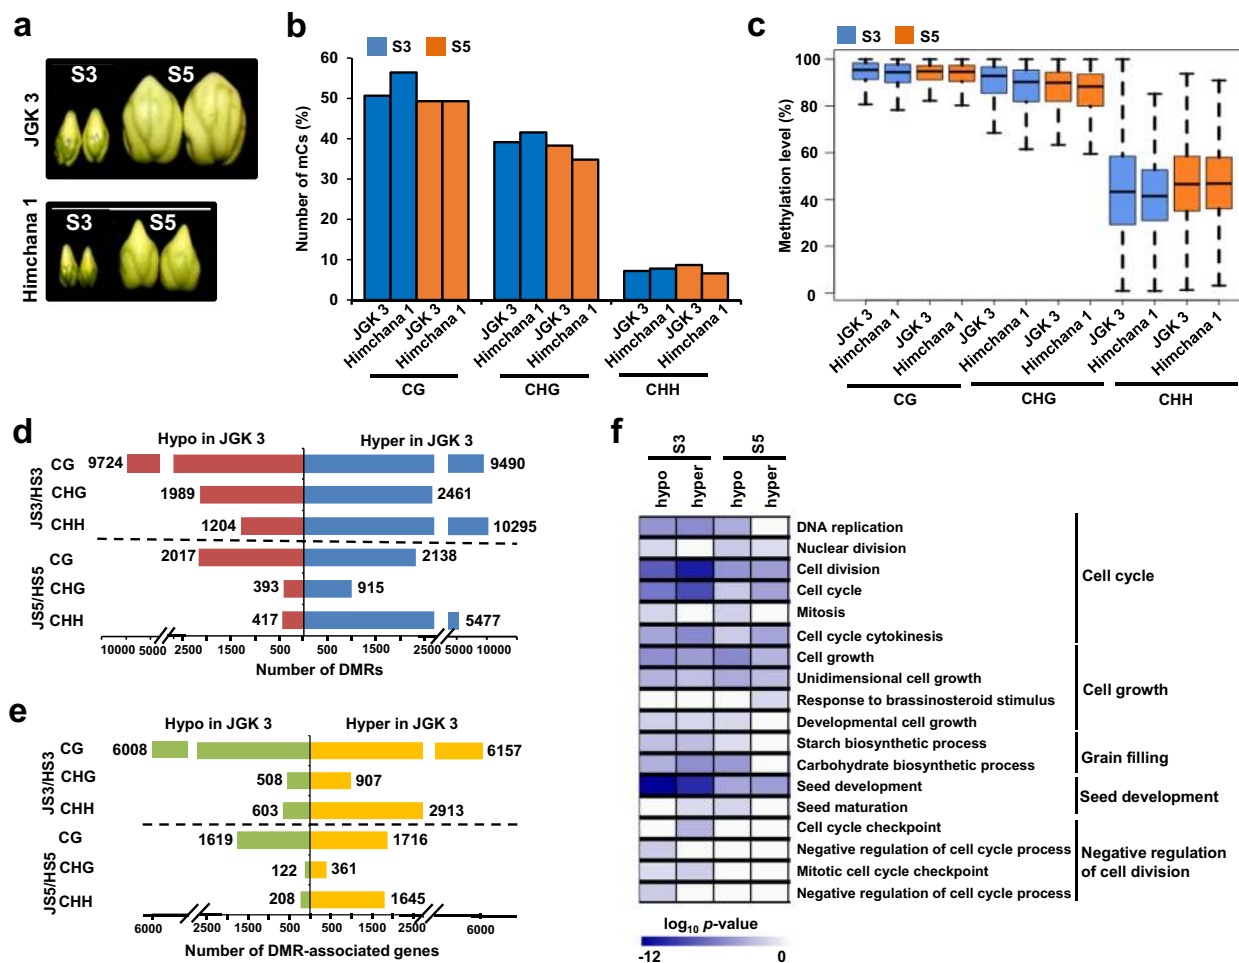 a
S3 S5
JGK 3
S3 S5
Himchana 1
b
S3 S5
Number of mCs (%)
60
50
40
30
20
10
0
JGK 3 Himchana 1 JGK 3 Himchana 1 JGK 3 Himchana 1 JGK 3 Himchana 1 JGK 3 Himchana 1 JGK 3 Himchana 1
CG CHG CHH
c
S3 S5
Methylation level (%)
100
80
60
40
20
0
JGK 3 Himchana 1 JGK 3 Himchana 1 JGK 3 Himchana 1 JGK 3 Himchana 1 JGK 3 Himchana 1 JGK 3 Himchana 1
CG CHG CHH
d
Hypo in JGK 3 Hyper in JGK 3
JS3/HS3
9724 CG 9490
CHG 1989 2461
CHH 1204 10295
JS5/HS5
CG 2017 2138
CHG 393 915
CHH 417 5477
10000 5000 2500 1500 500 500 1500 2500 5000 10000
Number of DMRs
e
Hypo in JGK 3 Hyper in JGK 3
JS3/HS3
CG 6008 6157
CHG 508 907
CHH 603 2913
JS5/HS5
CG 1619 1716
CHG 122 361
CHH 208 1645
6000 2500 1500 500 500 1500 2500 6000
Number of DMR-associated genes
f
S3 S5
hypo hyper hypo hyper
DNA replication
Nuclear division
Cell division
Cell cycle
Mitosis
Cell cycle cytokinesis
Cell cycle
Cell growth
Unidimensional cell growth
Response to brassinosteroid stimulus
Developmental cell growth
Cell growth
Starch biosynthetic process
Carbohydrate biosynthetic process
Grain filling
Seed development
Seed maturation
Seed development
Cell cycle checkpoint
Negative regulation of cell cycle process
Mitotic cell cycle checkpoint
Negative regulation of cell cycle process
Negative regulation
of cell division
log10 p-value
-12 0